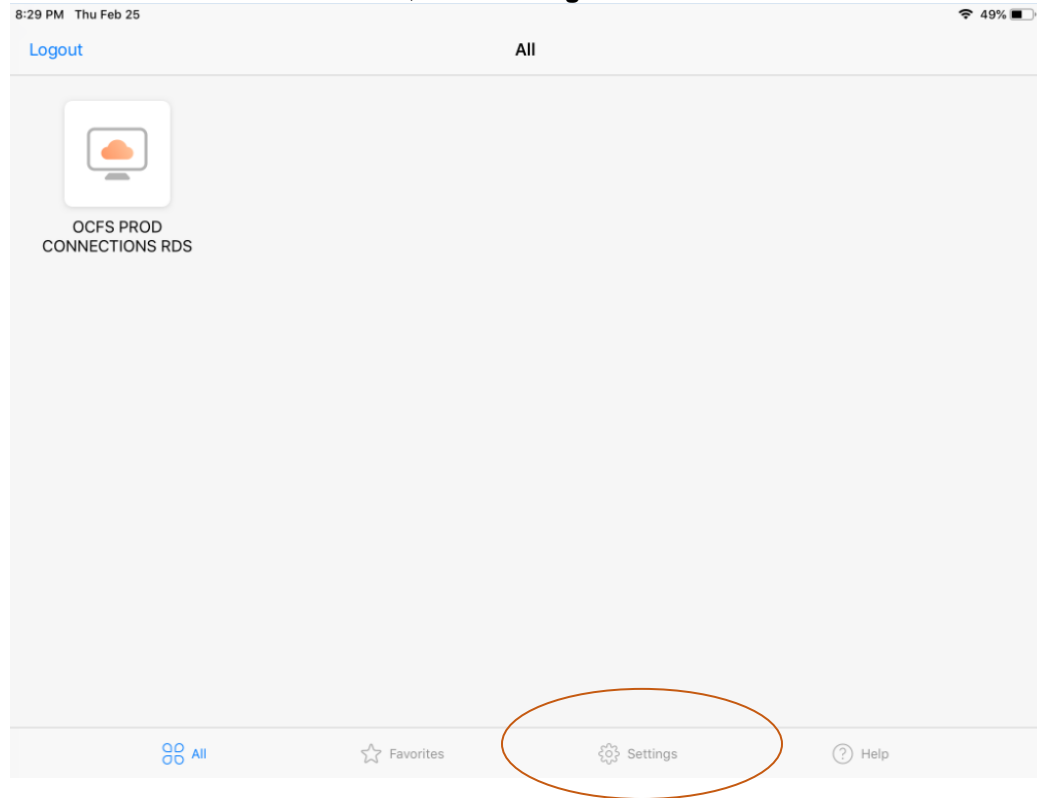 8:29 PM Thu Feb 25 49%
Logout All
OCFS PROD
CONNECTIONS RDS
All Favorites Settings Help